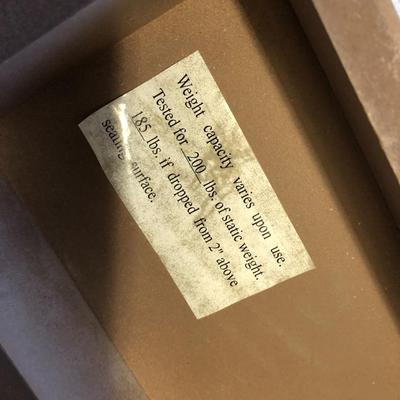 Weight capacity varies upon use.
Tested for 200 lbs. of static weight.
185 lbs. if dropped from 2" above
seating surface.